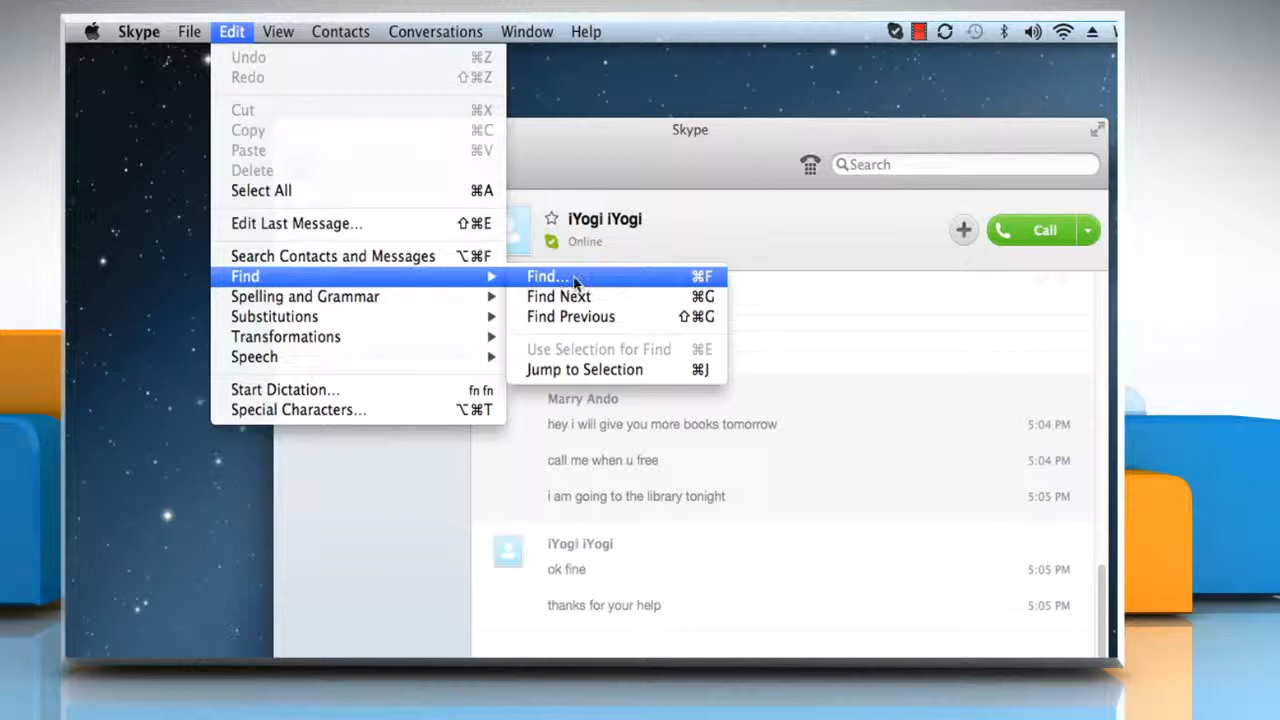 Skype File Edit View Contacts Conversations Window Help
Undo ⌘Z
Redo ⇧⌘Z
Cut ⌘X
Copy ⌘C
Paste ⌘V
Delete
Select All ⌘A
Edit Last Message... ⇧⌘E
Search Contacts and Messages ⌥⌘F
Find
Spelling and Grammar
Substitutions
Transformations
Speech
Start Dictation... fn fn
Special Characters... ⌥⌘T
Find... ⌘F
Find Next ⌘G
Find Previous ⇧⌘G
Use Selection for Find ⌘E
Jump to Selection ⌘J
Skype
Search
iYogi iYogi
Online
Call
Marry Ando
hey i will give you more books tomorrow 5:04 PM
call me when u free 5:04 PM
i am going to the library tonight 5:05 PM
iYogi iYogi
ok fine 5:05 PM
thanks for your help 5:05 PM